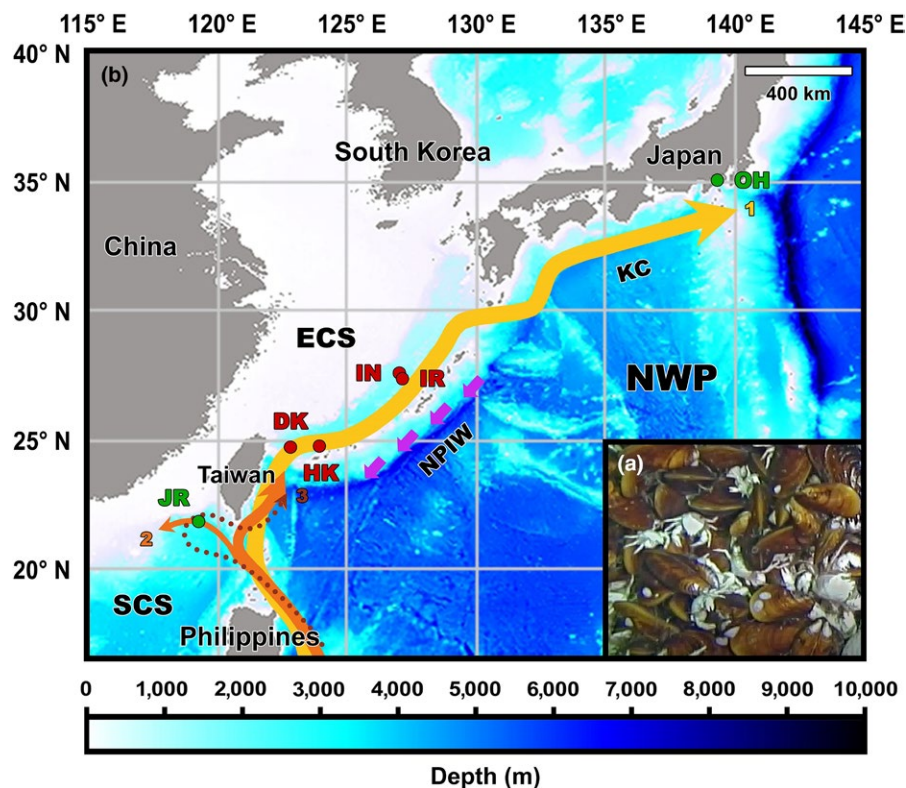 115° E 120° E 125° E 130° E 135° E 140° E 145° E
40° N
(b)
400 km
South Korea
Japan
OH
35° N
1
China
KC
30° N
ECS
IN
IR
NWP
DK
25° N
HK
NPIW
Taiwan
(a)
JR
3
2
20° N
SCS
Philippines
0 1,000 2,000 3,000 4,000 5,000 6,000 7,000 8,000 9,000 10,000
Depth (m)